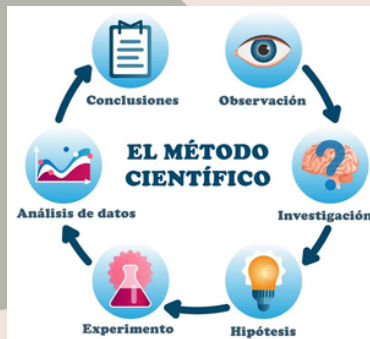 Conclusiones
Observación
EL MÉTODO
CIENTÍFICO
Análisis de datos
Investigación
Experimento
Hipótesis
?